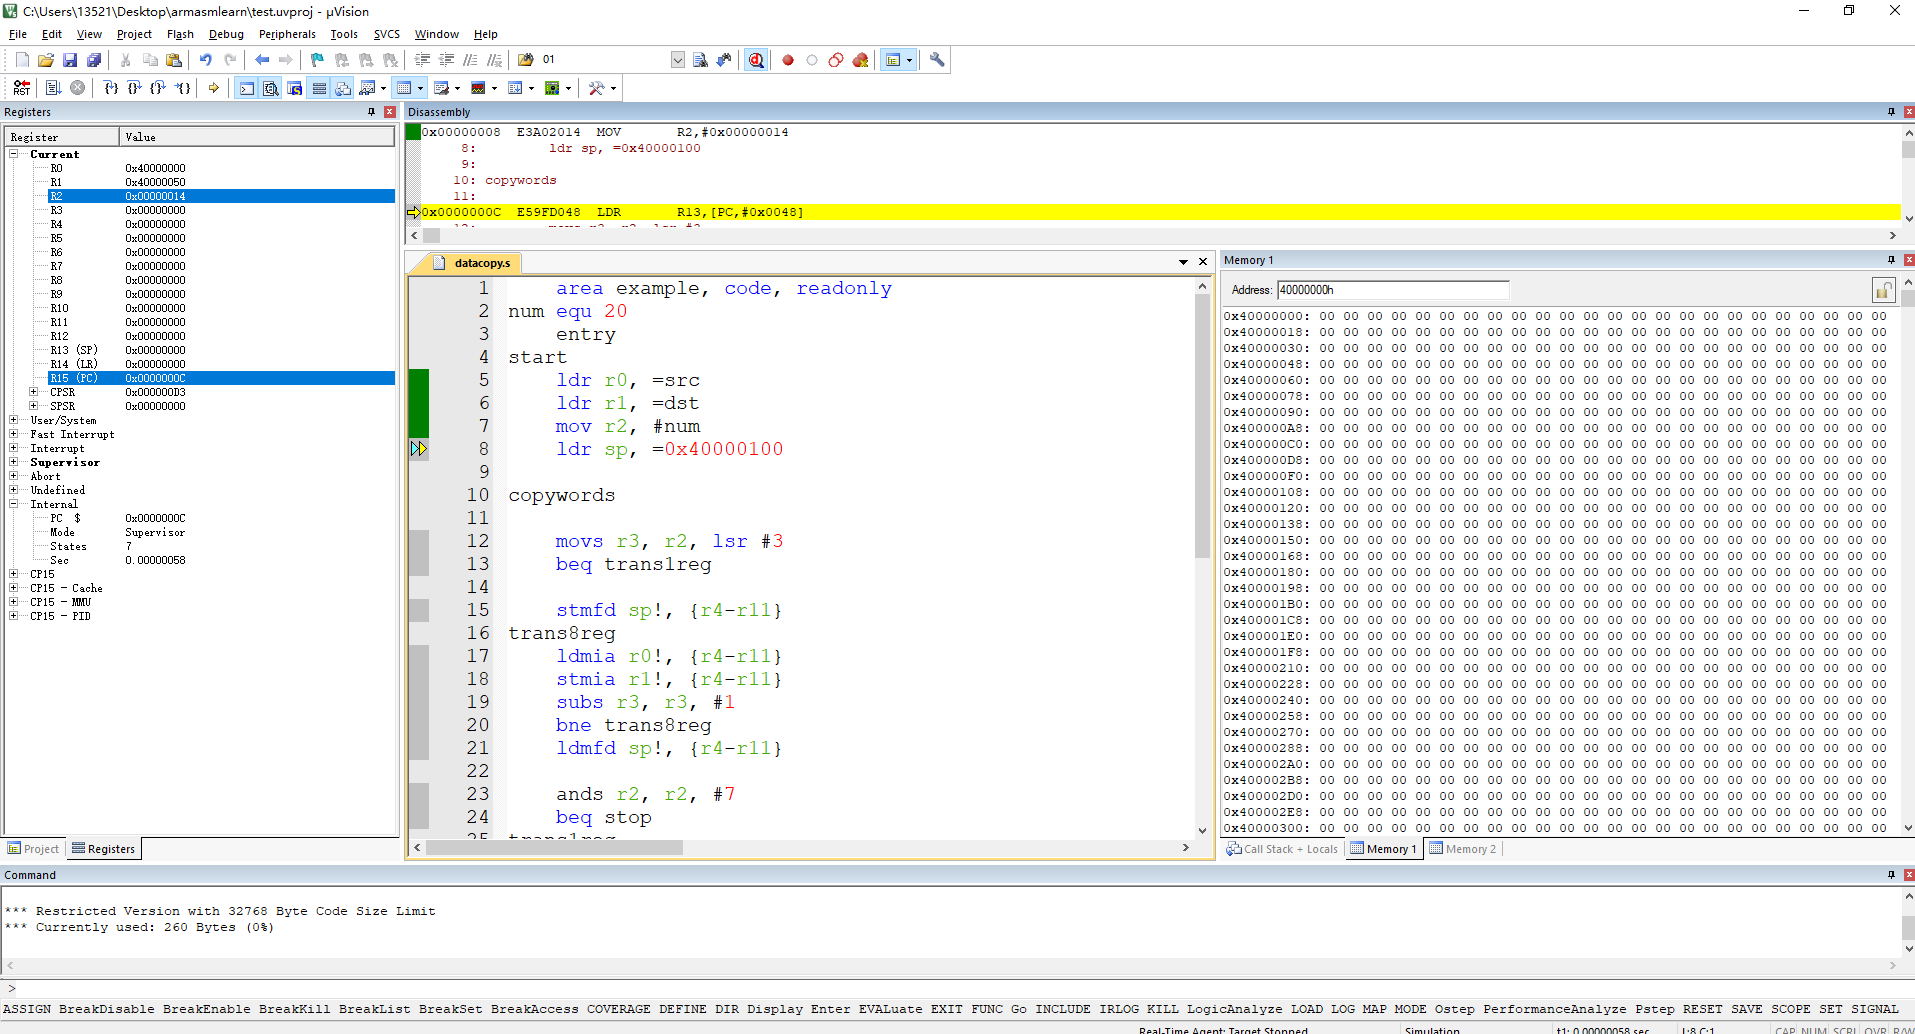 C:\Users\13521\Desktop\armasmlearn\test.uvproj - µVision
File Edit View Project Flash Debug Peripherals Tools SVCS Window Help
01
RST
Registers
Register Value
Current
R0 0x40000000
R1 0x40000050
R2 0x00000014
R3 0x00000000
R4 0x00000000
R5 0x00000000
R6 0x00000000
R7 0x00000000
R8 0x00000000
R9 0x00000000
R10 0x00000000
R11 0x00000000
R12 0x00000000
R13 (SP) 0x00000000
R14 (LR) 0x00000000
R15 (PC) 0x0000000C
CPSR 0x000000D3
SPSR 0x00000000
User/System
Fast Interrupt
Interrupt
Supervisor
Abort
Undefined
Internal
PC $ 0x0000000C
Mode Supervisor
States 7
Sec 0.00000058
CP15
CP15 - Cache
CP15 - MMU
CP15 - PID
Project Registers
Disassembly
0x00000008 E3A02014 MOV R2,#0x00000014
8: ldr sp, =0x40000100
9:
10: copywords
11:
0x0000000C E59FD048 LDR R13,[PC,#0x0048]
12: movs r3, r2, lsr #3
datacopy.s
1 area example, code, readonly
2 num equ 20
3 entry
4 start
5 ldr r0, =src
6 ldr r1, =dst
7 mov r2, #num
8 ldr sp, =0x40000100
9
10 copywords
11
12 movs r3, r2, lsr #3
13 beq trans1reg
14
15 stmfd sp!, {r4-r11}
16 trans8reg
17 ldmia r0!, {r4-r11}
18 stmia r1!, {r4-r11}
19 subs r3, r3, #1
20 bne trans8reg
21 ldmfd sp!, {r4-r11}
22
23 ands r2, r2, #7
24 beq stop
25 trans1reg
Memory 1
Address: 40000000h
0x40000000: 00 00 00 00 00 00 00 00 00 00 00 00 00 00 00 00 00 00 00 00 00 00 00 00
0x40000018: 00 00 00 00 00 00 00 00 00 00 00 00 00 00 00 00 00 00 00 00 00 00 00 00
0x40000030: 00 00 00 00 00 00 00 00 00 00 00 00 00 00 00 00 00 00 00 00 00 00 00 00
0x40000048: 00 00 00 00 00 00 00 00 00 00 00 00 00 00 00 00 00 00 00 00 00 00 00 00
0x40000060: 00 00 00 00 00 00 00 00 00 00 00 00 00 00 00 00 00 00 00 00 00 00 00 00
0x40000078: 00 00 00 00 00 00 00 00 00 00 00 00 00 00 00 00 00 00 00 00 00 00 00 00
0x40000090: 00 00 00 00 00 00 00 00 00 00 00 00 00 00 00 00 00 00 00 00 00 00 00 00
0x400000A8: 00 00 00 00 00 00 00 00 00 00 00 00 00 00 00 00 00 00 00 00 00 00 00 00
0x400000C0: 00 00 00 00 00 00 00 00 00 00 00 00 00 00 00 00 00 00 00 00 00 00 00 00
0x400000D8: 00 00 00 00 00 00 00 00 00 00 00 00 00 00 00 00 00 00 00 00 00 00 00 00
0x400000F0: 00 00 00 00 00 00 00 00 00 00 00 00 00 00 00 00 00 00 00 00 00 00 00 00
0x40000108: 00 00 00 00 00 00 00 00 00 00 00 00 00 00 00 00 00 00 00 00 00 00 00 00
0x40000120: 00 00 00 00 00 00 00 00 00 00 00 00 00 00 00 00 00 00 00 00 00 00 00 00
0x40000138: 00 00 00 00 00 00 00 00 00 00 00 00 00 00 00 00 00 00 00 00 00 00 00 00
0x40000150: 00 00 00 00 00 00 00 00 00 00 00 00 00 00 00 00 00 00 00 00 00 00 00 00
0x40000168: 00 00 00 00 00 00 00 00 00 00 00 00 00 00 00 00 00 00 00 00 00 00 00 00
0x40000180: 00 00 00 00 00 00 00 00 00 00 00 00 00 00 00 00 00 00 00 00 00 00 00 00
0x40000198: 00 00 00 00 00 00 00 00 00 00 00 00 00 00 00 00 00 00 00 00 00 00 00 00
0x400001B0: 00 00 00 00 00 00 00 00 00 00 00 00 00 00 00 00 00 00 00 00 00 00 00 00
0x400001C8: 00 00 00 00 00 00 00 00 00 00 00 00 00 00 00 00 00 00 00 00 00 00 00 00
0x400001E0: 00 00 00 00 00 00 00 00 00 00 00 00 00 00 00 00 00 00 00 00 00 00 00 00
0x400001F8: 00 00 00 00 00 00 00 00 00 00 00 00 00 00 00 00 00 00 00 00 00 00 00 00
0x40000210: 00 00 00 00 00 00 00 00 00 00 00 00 00 00 00 00 00 00 00 00 00 00 00 00
0x40000228: 00 00 00 00 00 00 00 00 00 00 00 00 00 00 00 00 00 00 00 00 00 00 00 00
0x40000240: 00 00 00 00 00 00 00 00 00 00 00 00 00 00 00 00 00 00 00 00 00 00 00 00
0x40000258: 00 00 00 00 00 00 00 00 00 00 00 00 00 00 00 00 00 00 00 00 00 00 00 00
0x40000270: 00 00 00 00 00 00 00 00 00 00 00 00 00 00 00 00 00 00 00 00 00 00 00 00
0x40000288: 00 00 00 00 00 00 00 00 00 00 00 00 00 00 00 00 00 00 00 00 00 00 00 00
0x400002A0: 00 00 00 00 00 00 00 00 00 00 00 00 00 00 00 00 00 00 00 00 00 00 00 00
0x400002B8: 00 00 00 00 00 00 00 00 00 00 00 00 00 00 00 00 00 00 00 00 00 00 00 00
0x400002D0: 00 00 00 00 00 00 00 00 00 00 00 00 00 00 00 00 00 00 00 00 00 00 00 00
0x400002E8: 00 00 00 00 00 00 00 00 00 00 00 00 00 00 00 00 00 00 00 00 00 00 00 00
0x40000300: 00 00 00 00 00 00 00 00 00 00 00 00 00 00 00 00 00 00 00 00 00 00 00 00
Call Stack + Locals Memory 1 Memory 2
Command
*** Restricted Version with 32768 Byte Code Size Limit
*** Currently used: 260 Bytes (0%)
>
ASSIGN BreakDisable BreakEnable BreakKill BreakList BreakSet BreakAccess COVERAGE DEFINE DIR Display Enter EVALuate EXIT FUNC Go INCLUDE IRLOG KILL LogicAnalyze LOAD LOG MAP MODE Ostep PerformanceAnalyze Pstep RESET SAVE SCOPE SET SIGNAL
Real-Time Agent: Target Stopped Simulation t1: 0.00000058 sec L:8 C:1 CAP NUM SCRL OVR R/W